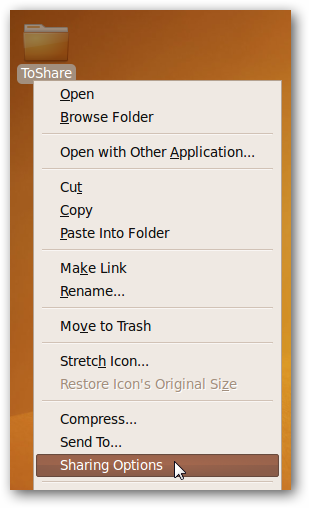 ToShare
Open
Browse Folder
Open with Other Application...
Cut
Copy
Paste Into Folder
Make Link
Rename...
Move to Trash
Stretch Icon...
Restore Icon's Original Size
Compress...
Send To...
Sharing Options